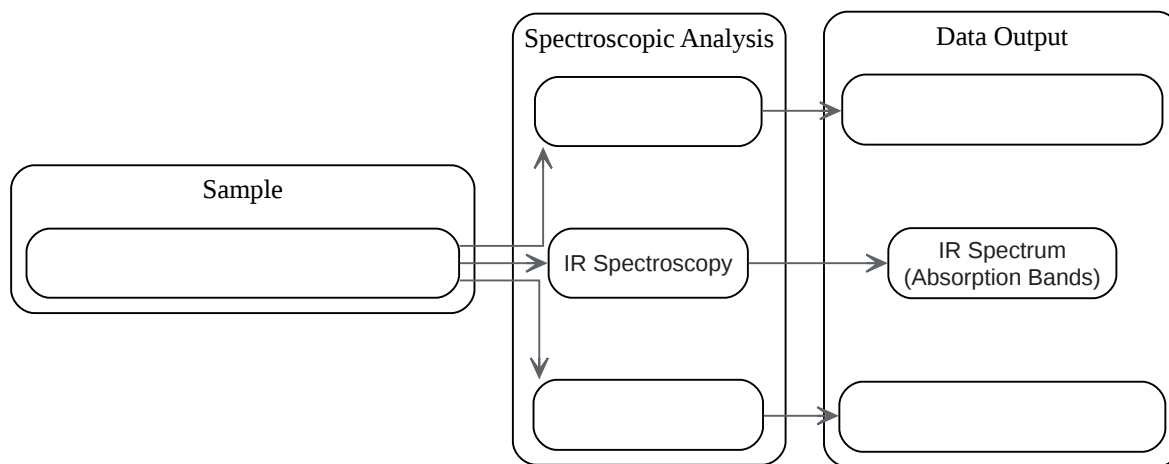 Spectroscopic Analysis
Data Output
Sample
IR Spectroscopy
IR Spectrum
(Absorption Bands)